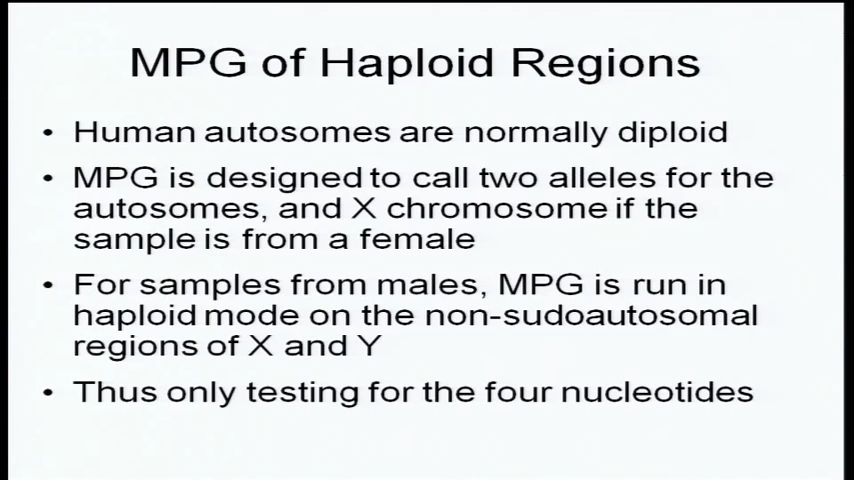 MPG of Haploid Regions
• Human autosomes are normally diploid
• MPG is designed to call two alleles for the
autosomes, and X chromosome if the
sample is from a female
• For samples from males, MPG is run in
haploid mode on the non-sudoautosomal
regions of X and Y
• Thus only testing for the four nucleotides